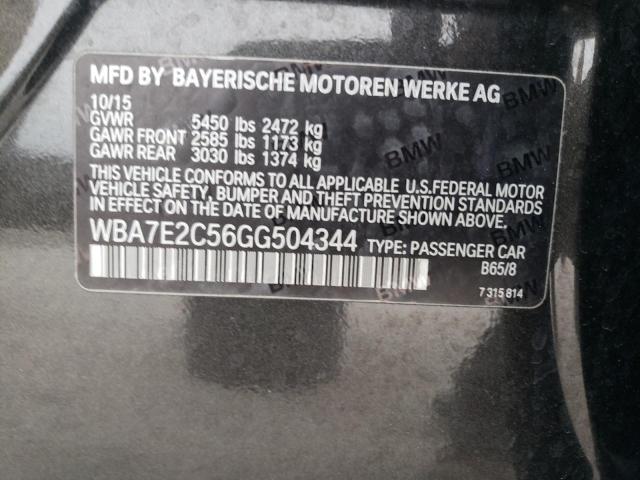 MFD BY BAYERISCHE MOTOREN WERKE AG
10/15
GVWR 5450 lbs 2472 kg
GAWR FRONT 2585 lbs 1173 kg
GAWR REAR 3030 lbs 1374 kg
THIS VEHICLE CONFORMS TO ALL APPLICABLE U.S.FEDERAL MOTOR
VEHICLE SAFETY, BUMPER AND THEFT PREVENTION STANDARDS
IN EFFECT ON THE DATE OF MANUFACTURE SHOWN ABOVE.
WBA7E2C56GG504344 TYPE: PASSENGER CAR
B65/8
7 315 814